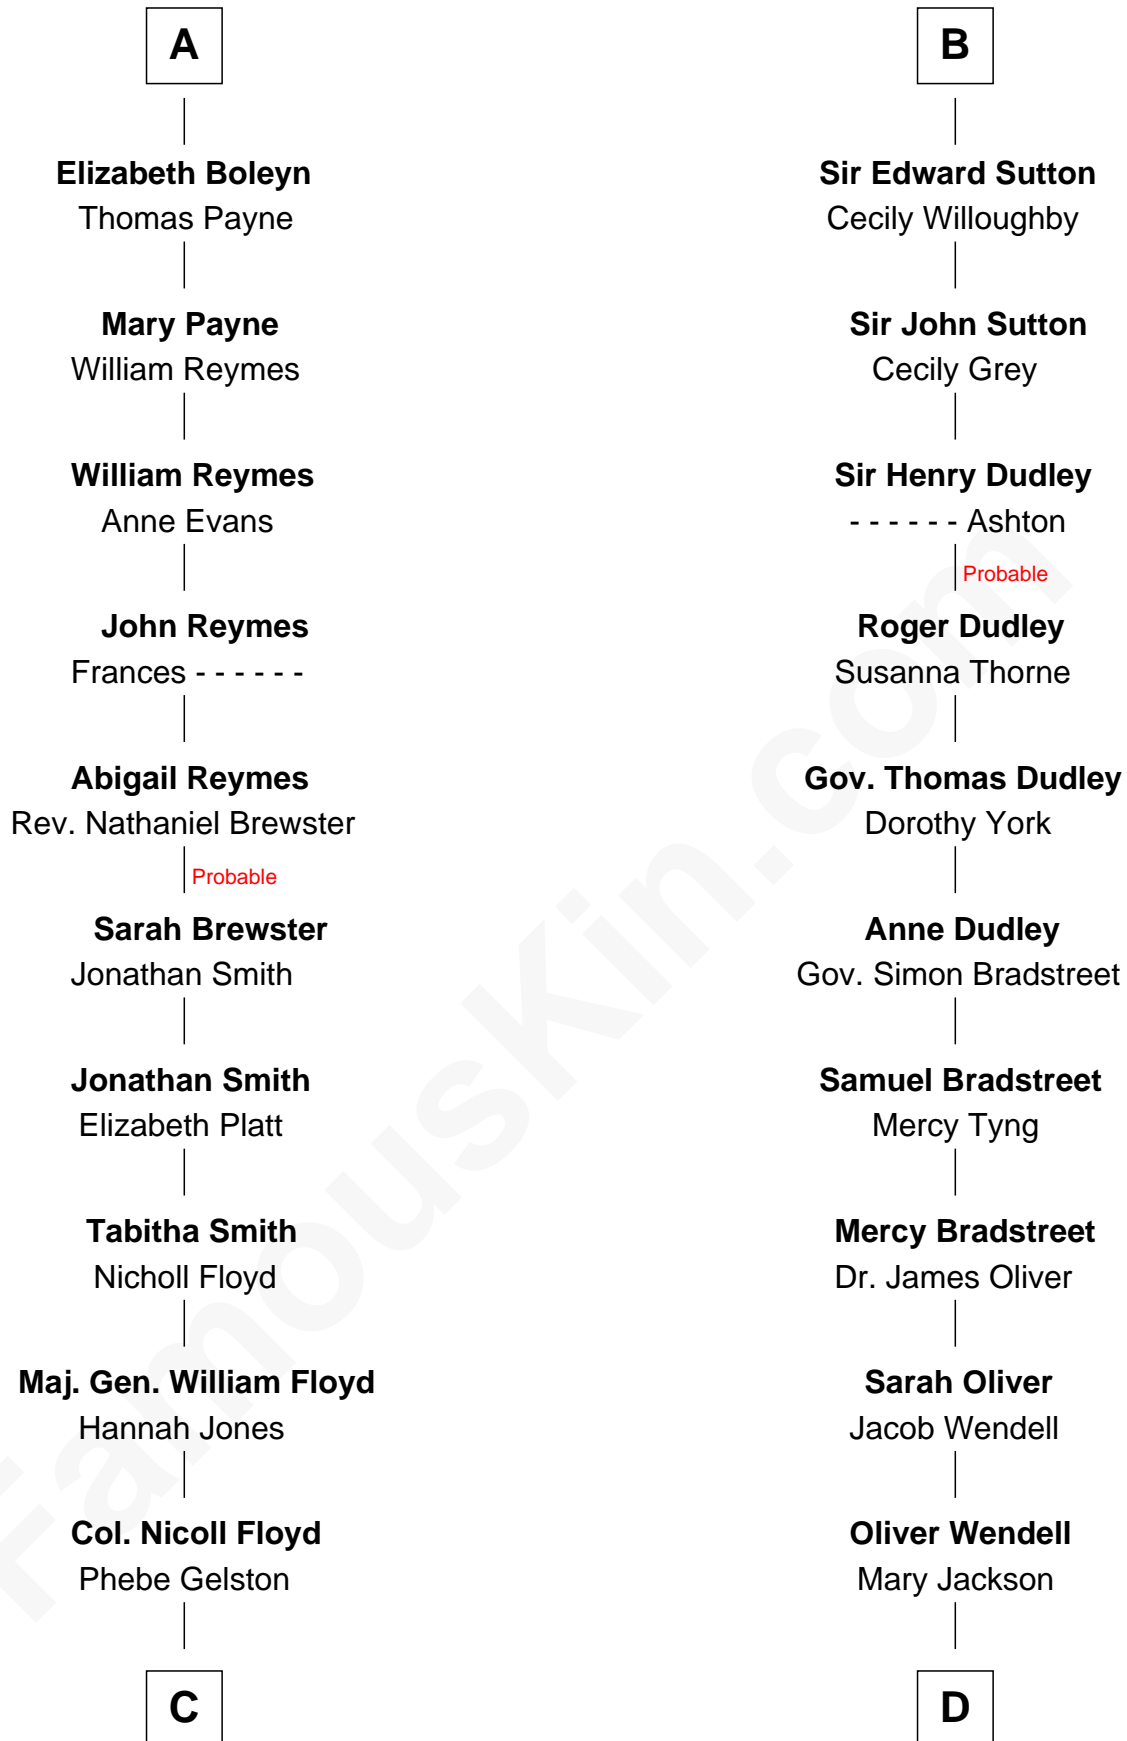 A
Elizabeth Boleyn
Thomas Payne
Mary Payne
William Reymes
William Reymes
Anne Evans
John Reymes
Frances - - - - - -
Abigail Reymes
Rev. Nathaniel Brewster
Probable
Sarah Brewster
Jonathan Smith
Jonathan Smith
Elizabeth Platt
Tabitha Smith
Nicholl Floyd
Maj. Gen. William Floyd
Hannah Jones
Col. Nicoll Floyd
Phebe Gelston
C
B
Sir Edward Sutton
Cecily Willoughby
Sir John Sutton
Cecily Grey
Sir Henry Dudley
- - - - - - Ashton
Probable
Roger Dudley
Susanna Thorne
Gov. Thomas Dudley
Dorothy York
Anne Dudley
Gov. Simon Bradstreet
Samuel Bradstreet
Mercy Tyng
Mercy Bradstreet
Dr. James Oliver
Sarah Oliver
Jacob Wendell
Oliver Wendell
Mary Jackson
D
FamousKin.com